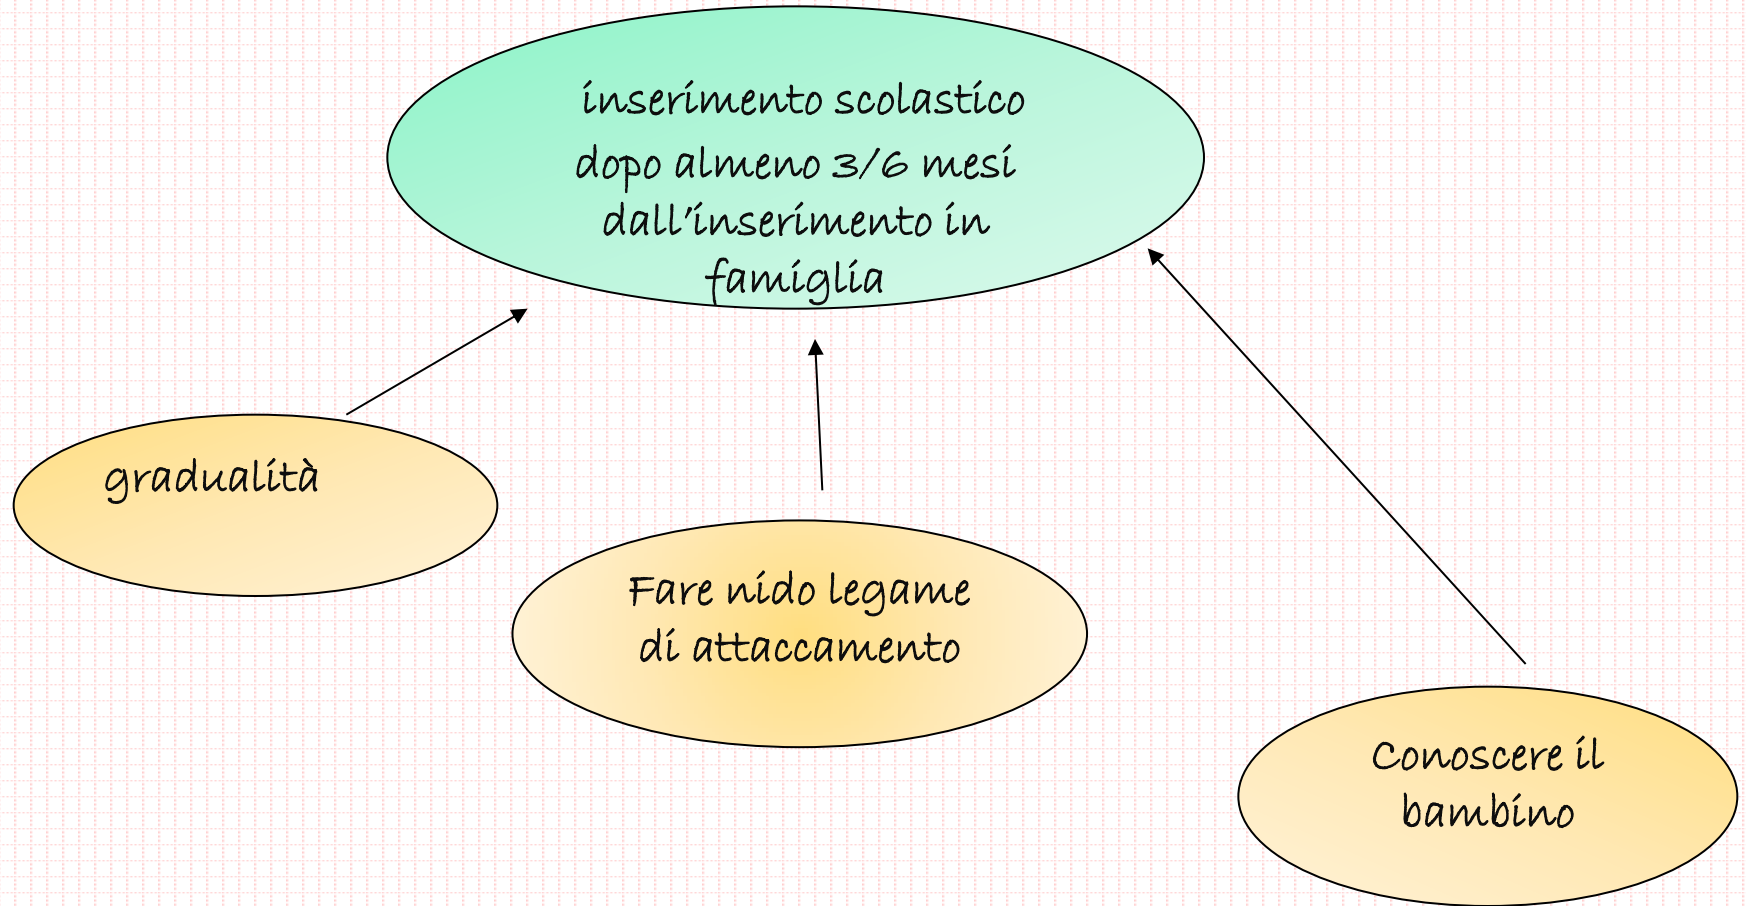 inserimento scolastico
dopo almeno 3/6 mesi
dall'inserimento in
famiglia
gradualità
Fare nido legame
di attaccamento
Conoscere il
bambino